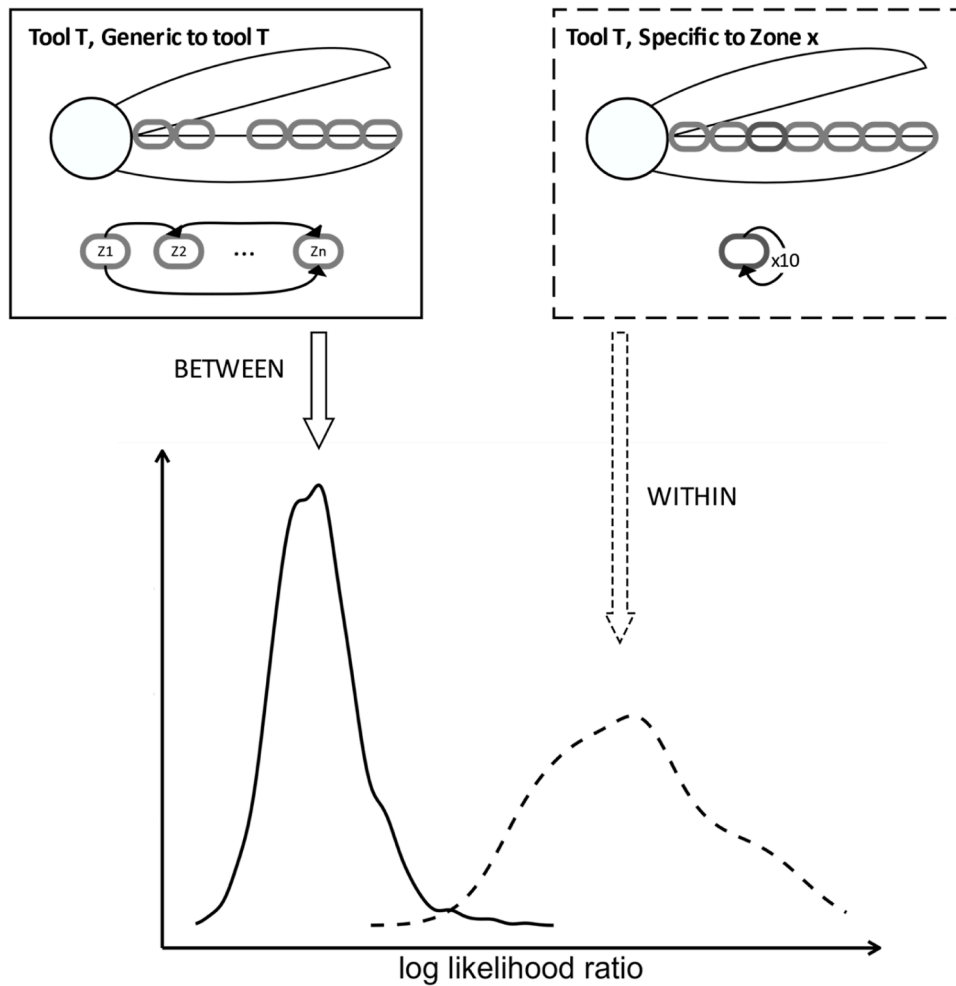 Tool T, Generic to tool T
Tool T, Specific to Zone x
Z1
Z2
...
Zn
x10
BETWEEN
WITHIN
log likelihood ratio